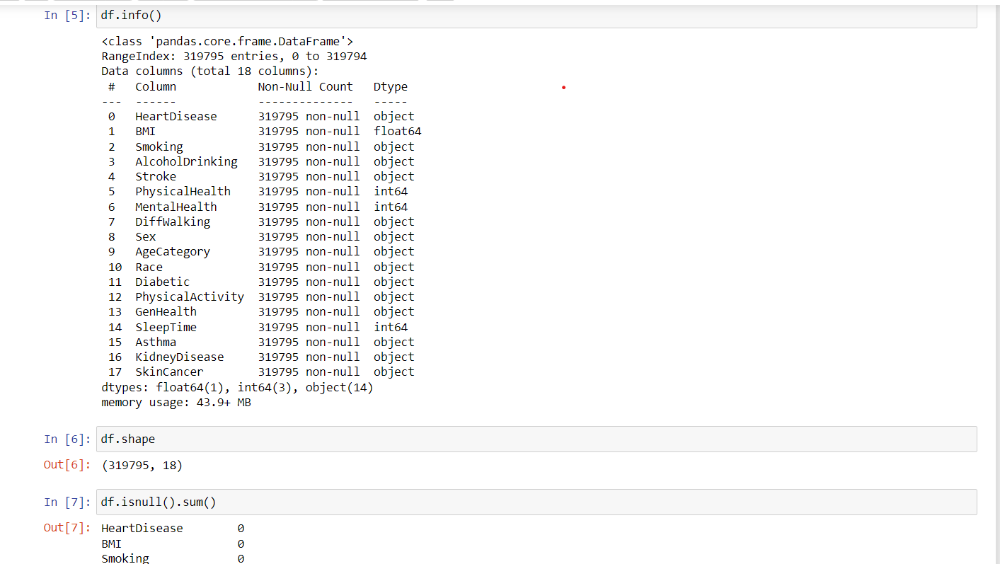 In [5]: df.info()
<class 'pandas.core.frame.DataFrame'>
RangeIndex: 319795 entries, 0 to 319794
Data columns (total 18 columns):
 #   Column            Non-Null Count   Dtype
---  ------            --------------   -----
 0   HeartDisease      319795 non-null  object
 1   BMI               319795 non-null  float64
 2   Smoking           319795 non-null  object
 3   AlcoholDrinking   319795 non-null  object
 4   Stroke            319795 non-null  object
 5   PhysicalHealth    319795 non-null  int64
 6   MentalHealth      319795 non-null  int64
 7   DiffWalking       319795 non-null  object
 8   Sex               319795 non-null  object
 9   AgeCategory       319795 non-null  object
 10  Race              319795 non-null  object
 11  Diabetic          319795 non-null  object
 12  PhysicalActivity  319795 non-null  object
 13  GenHealth         319795 non-null  object
 14  SleepTime         319795 non-null  int64
 15  Asthma            319795 non-null  object
 16  KidneyDisease     319795 non-null  object
 17  SkinCancer        319795 non-null  object
dtypes: float64(1), int64(3), object(14)
memory usage: 43.9+ MB
In [6]: df.shape
Out[6]: (319795, 18)
In [7]: df.isnull().sum()
Out[7]: HeartDisease        0
BMI                 0
Smoking             0